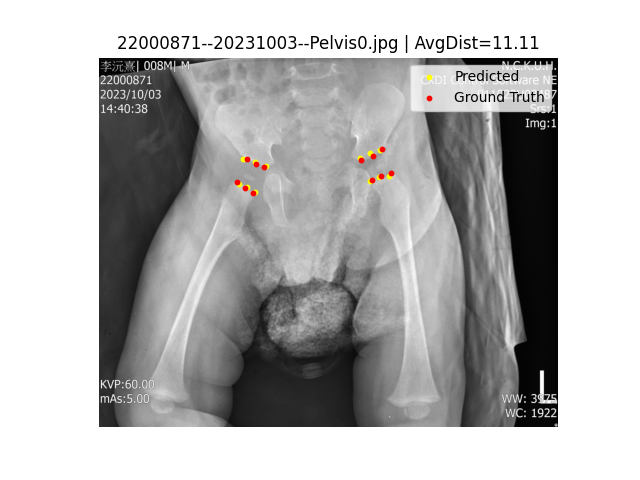 22000871--20231003--Pelvis0.jpg | AvgDist=11.11
李沅熹| 008M| M
22000871
2023/10/03
14:40:38
N.C.K.U.H.
Predicted
Ground Truth
Srs:1
Img:1
KVP:60.00
mAs:5.00
L
WW: 3975
WC: 1922